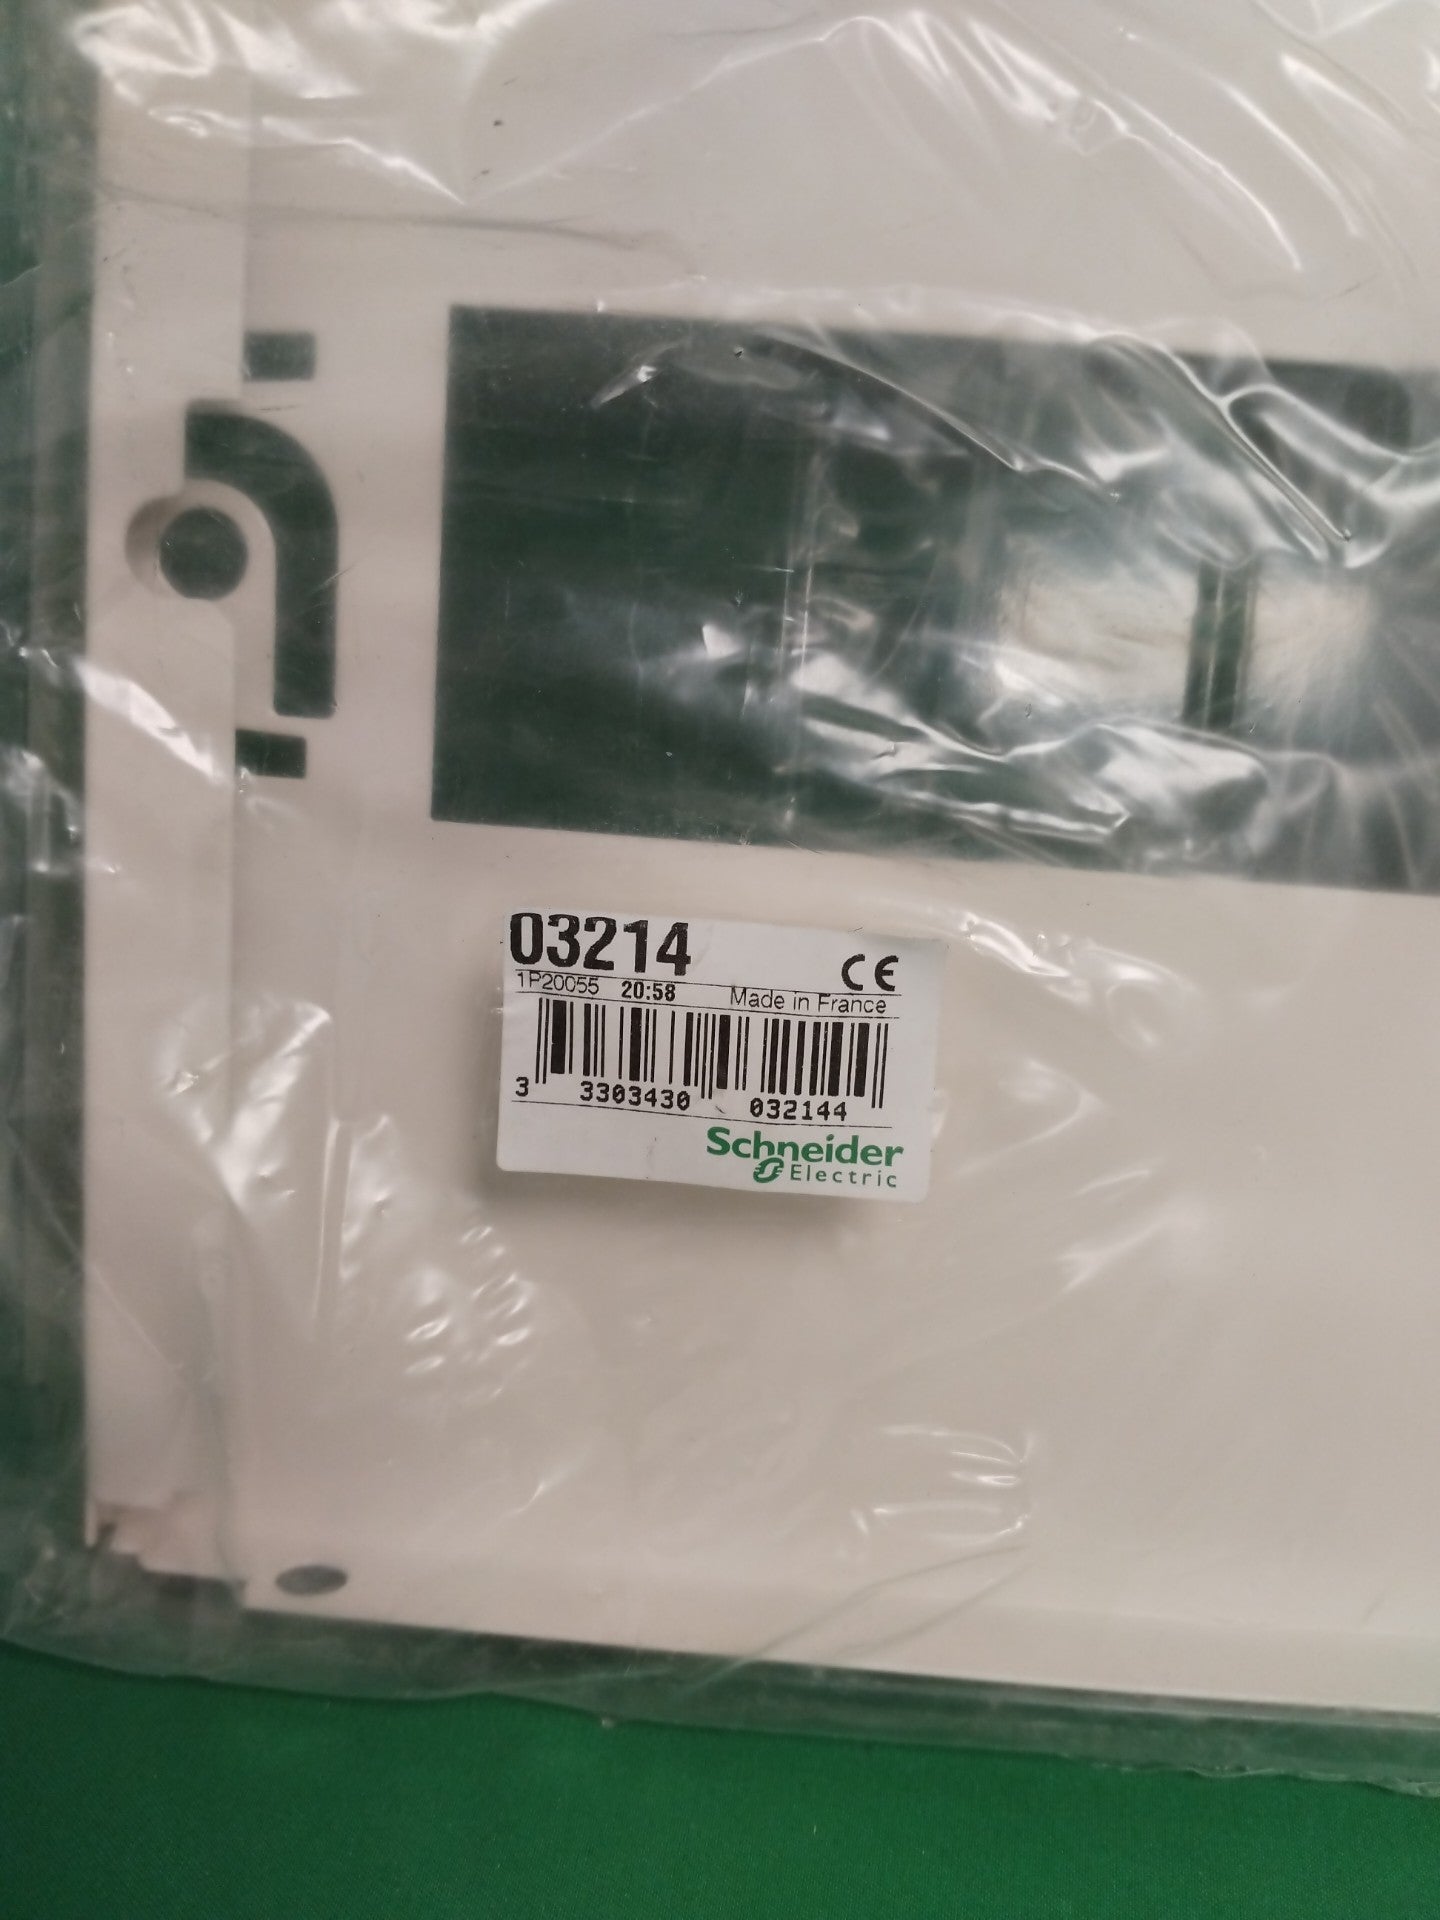 03214
CE
1P20055 20:58 Made in France
3 3303430 032144
Schneider
Electric